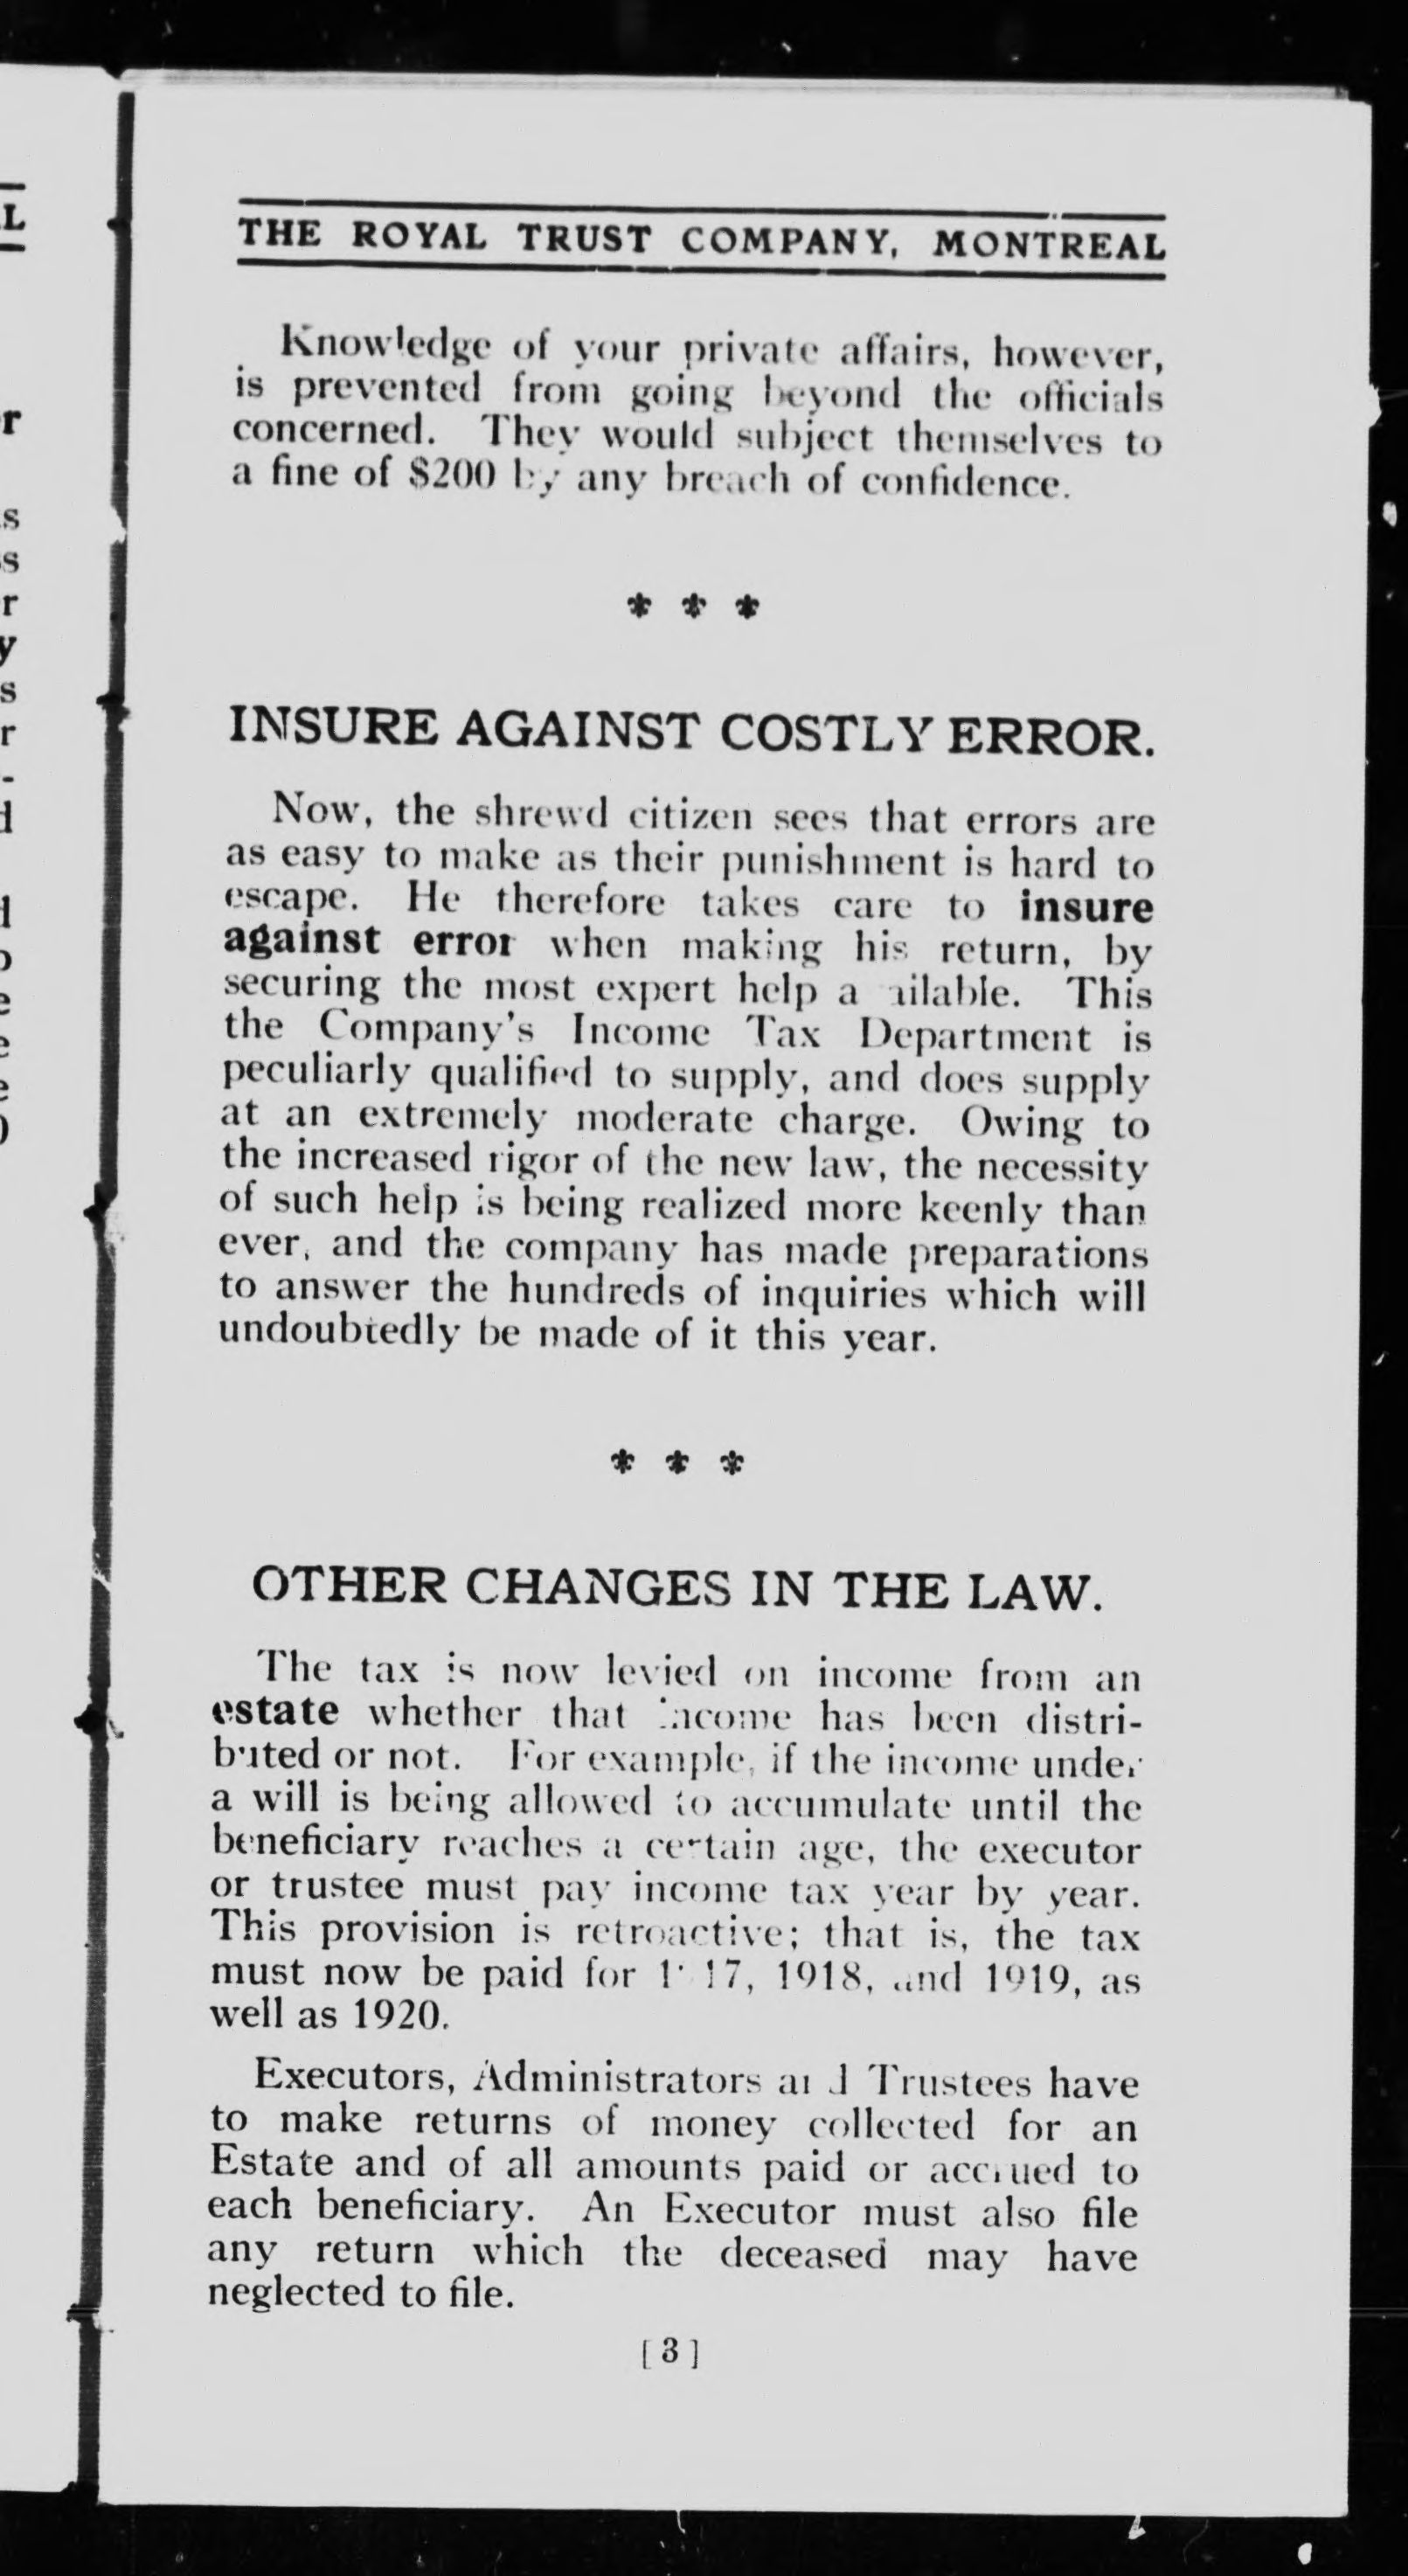 THE ROYAL TRUST COMPANY, MONTREAL
Knowledge of your private affairs, however,
is prevented from going beyond the officials
concerned. They would subject themselves to
a fine of $200 by any breach of confidence.
* * *
INSURE AGAINST COSTLY ERROR.
Now, the shrewd citizen sees that errors are
as easy to make as their punishment is hard to
escape. He therefore takes care to insure
against error when making his return, by
securing the most expert help available. This
the Company's Income Tax Department is
peculiarly qualified to supply, and does supply
at an extremely moderate charge. Owing to
the increased rigor of the new law, the necessity
of such help is being realized more keenly than
ever, and the company has made preparations
to answer the hundreds of inquiries which will
undoubtedly be made of it this year.
* * *
OTHER CHANGES IN THE LAW.
The tax is now levied on income from an
estate whether that income has been distri-
buted or not. For example, if the income under
a will is being allowed to accumulate until the
beneficiary reaches a certain age, the executor
or trustee must pay income tax year by year.
This provision is retroactive; that is, the tax
must now be paid for 1917, 1918, and 1919, as
well as 1920.
Executors, Administrators and Trustees have
to make returns of money collected for an
Estate and of all amounts paid or accrued to
each beneficiary. An Executor must also file
any return which the deceased may have
neglected to file.
[3]